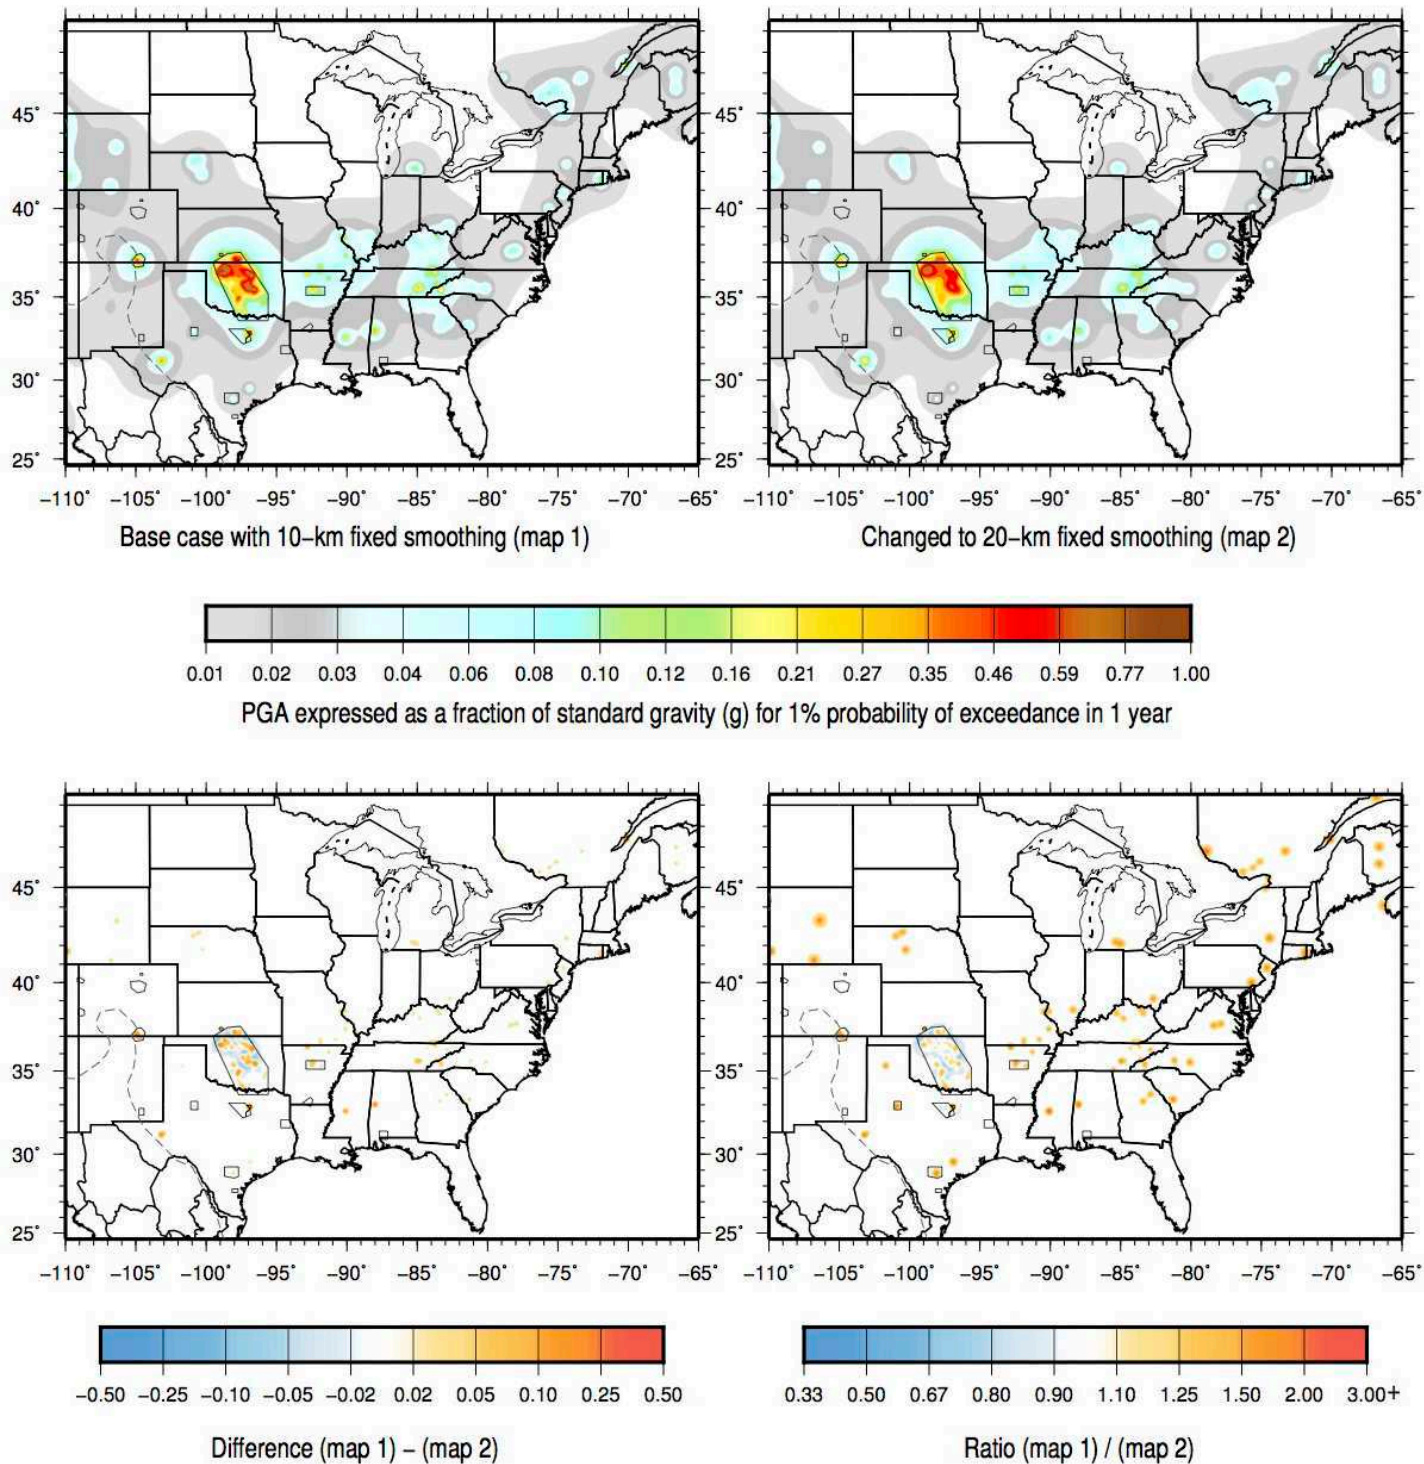 45˚ 45˚
40˚ 40˚
35˚ 35˚
30˚ 30˚
25˚ 25˚
−110˚ −105˚ −100˚ −95˚ −90˚ −85˚ −80˚ −75˚ −70˚ −65˚ −110˚ −105˚ −100˚ −95˚ −90˚ −85˚ −80˚ −75˚ −70˚ −65˚
Base case with 10−km fixed smoothing (map 1) Changed to 20−km fixed smoothing (map 2)
0.01 0.02 0.03 0.04 0.06 0.08 0.10 0.12 0.16 0.21 0.27 0.35 0.46 0.59 0.77 1.00
PGA expressed as a fraction of standard gravity (g) for 1% probability of exceedance in 1 year
45˚ 45˚
40˚ 40˚
35˚ 35˚
30˚ 30˚
25˚ 25˚
−110˚ −105˚ −100˚ −95˚ −90˚ −85˚ −80˚ −75˚ −70˚ −65˚ −110˚ −105˚ −100˚ −95˚ −90˚ −85˚ −80˚ −75˚ −70˚ −65˚
−0.50 −0.25 −0.10 −0.05 −0.02 0.02 0.05 0.10 0.25 0.50 0.33 0.50 0.67 0.80 0.90 1.10 1.25 1.50 2.00 3.00+
Difference (map 1) − (map 2) Ratio (map 1) / (map 2)